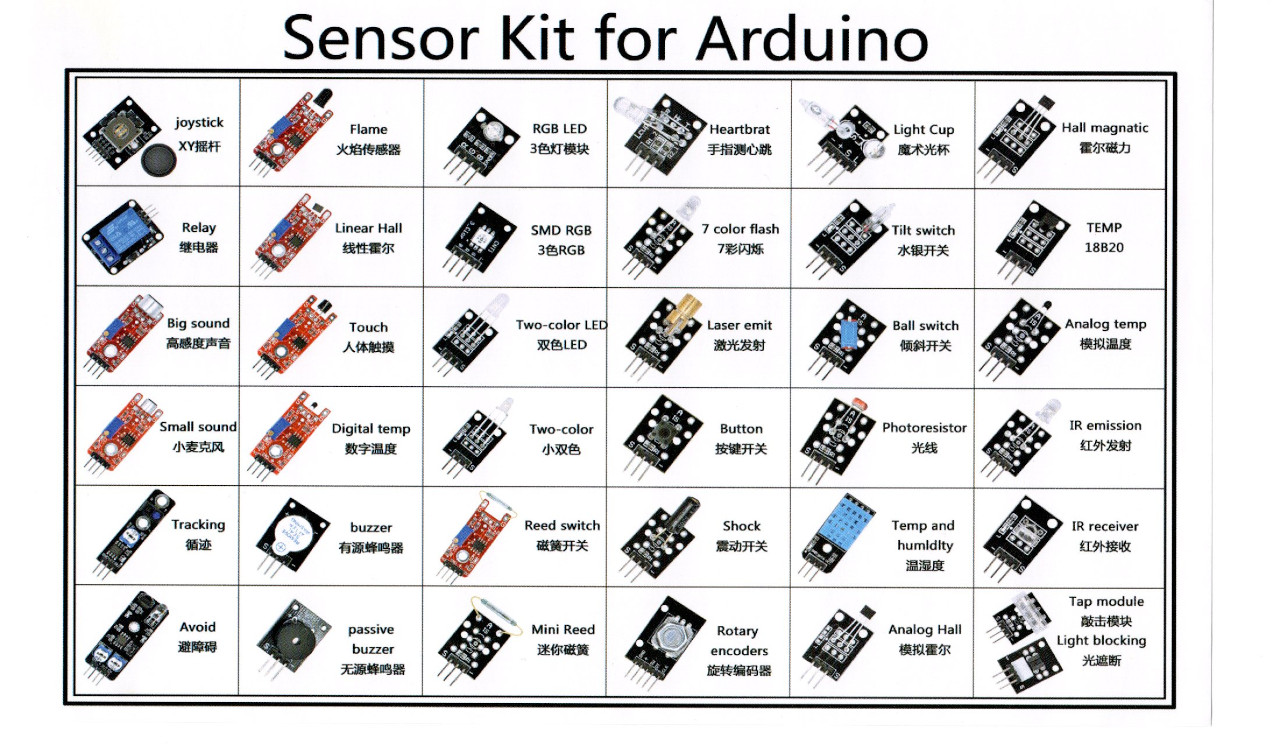 Sensor Kit for Arduino
joystick
XY摇杆
Flame
火焰传感器
RGB LED
3色灯模块
Heartbrat
手指测心跳
Light Cup
魔术光杯
Hall magnatic
霍尔磁力
Relay
继电器
Linear Hall
线性霍尔
SMD RGB
3色RGB
7 color flash
7彩闪烁
Tilt switch
水银开关
TEMP
18B20
Big sound
高感度声音
Touch
人体触摸
Two-color LED
双色LED
Laser emit
激光发射
Ball switch
倾斜开关
Analog temp
模拟温度
Small sound
小麦克风
Digital temp
数字温度
Two-color
小双色
Button
按键开关
Photoresistor
光线
IR emission
红外发射
Tracking
循迹
buzzer
有源蜂鸣器
Reed switch
磁簧开关
Shock
震动开关
Temp and
humldlty
温湿度
IR receiver
红外接收
Avoid
避障碍
passive
buzzer
无源蜂鸣器
Mini Reed
迷你磁簧
Rotary
encoders
旋转编码器
Analog Hall
模拟霍尔
Tap module
敲击模块
Light blocking
光遮断